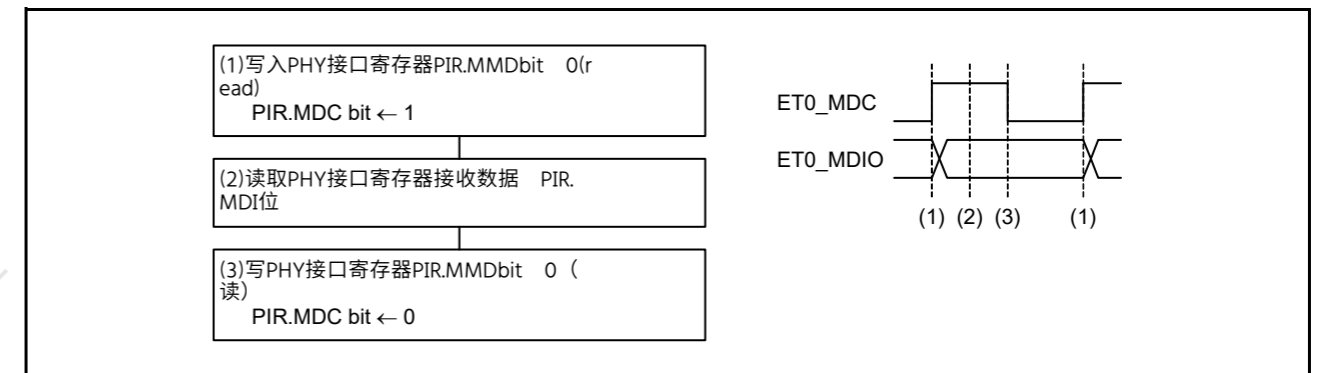 (1)写入PHY接口寄存器PIR.MMDbit 0(r
ead)
PIR.MDC bit ← 1
(2)读取PHY接口寄存器接收数据 PIR.
MDI位
(3)写PHY接口寄存器PIR.MMDbit 0（
读）
PIR.MDC bit ← 0
ET0_MDC
ET0_MDIO
(1) (2) (3) (1)